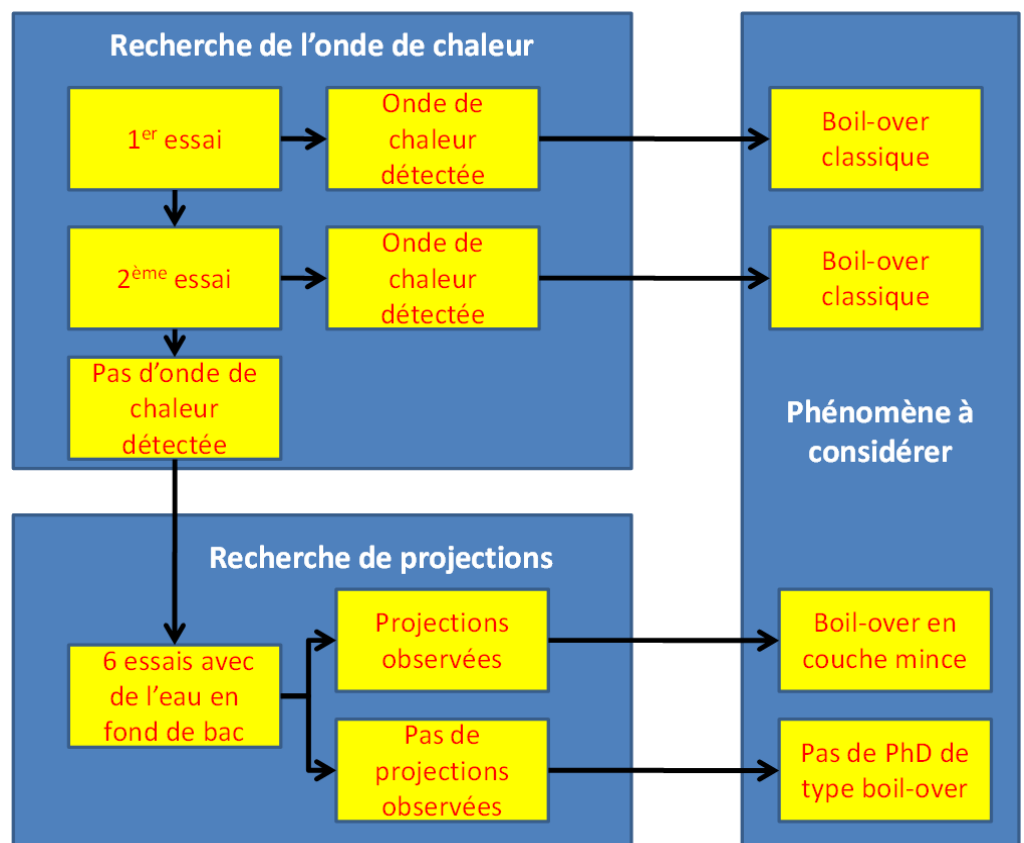 Recherche de l'onde de chaleur
1er essai
Onde de
chaleur
détectée
Boil-over
classique
2ème essai
Onde de
chaleur
détectée
Boil-over
classique
Pas d'onde de
chaleur
détectée
Phénomène à
considérer
Recherche de projections
6 essais avec
de l'eau en
fond de bac
Projections
observées
Boil-over en
couche mince
Pas de
projections
observées
Pas de PhD de
type boil-over